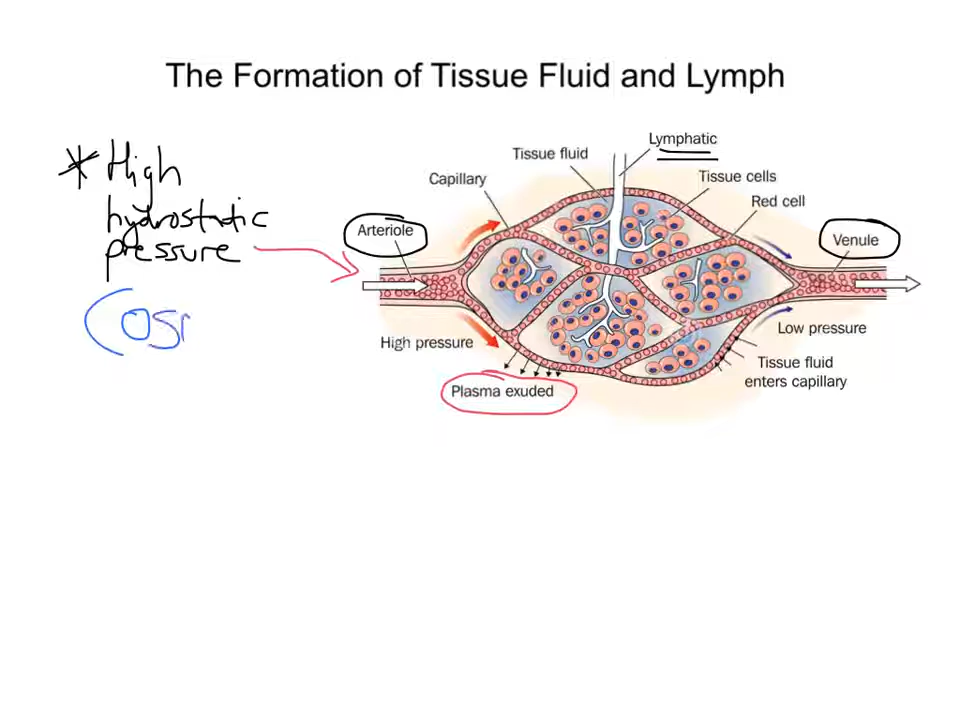 The Formation of Tissue Fluid and Lymph
* High
hydrostatic
pressure
Lymphatic
Tissue fluid
Tissue cells
Capillary
Red cell
Arteriole
Venule
High pressure
Low pressure
Plasma exuded
Tissue fluid
enters capillary